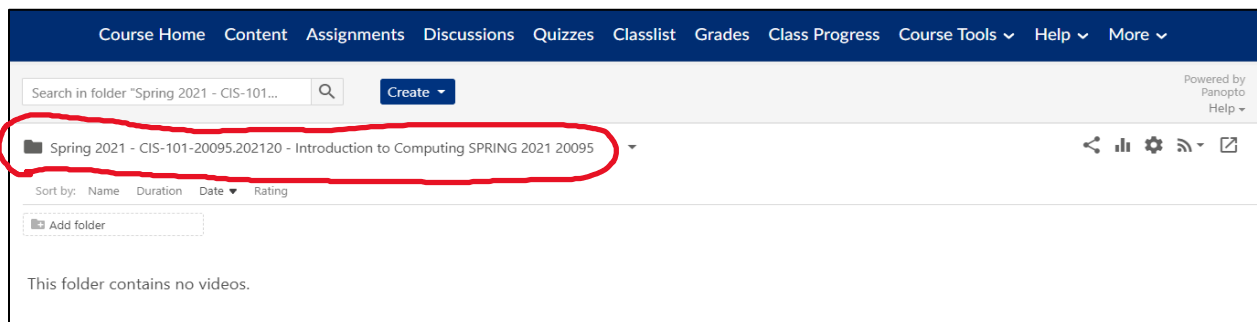 Course Home Content Assignments Discussions Quizzes Classlist Grades Class Progress Course Tools Help More
Search in folder "Spring 2021 - CIS-101... Create Powered by
Panopto
Help
Spring 2021 - CIS-101-20095.202120 - Introduction to Computing SPRING 2021 20095
Sort by: Name Duration Date Rating
Add folder
This folder contains no videos.